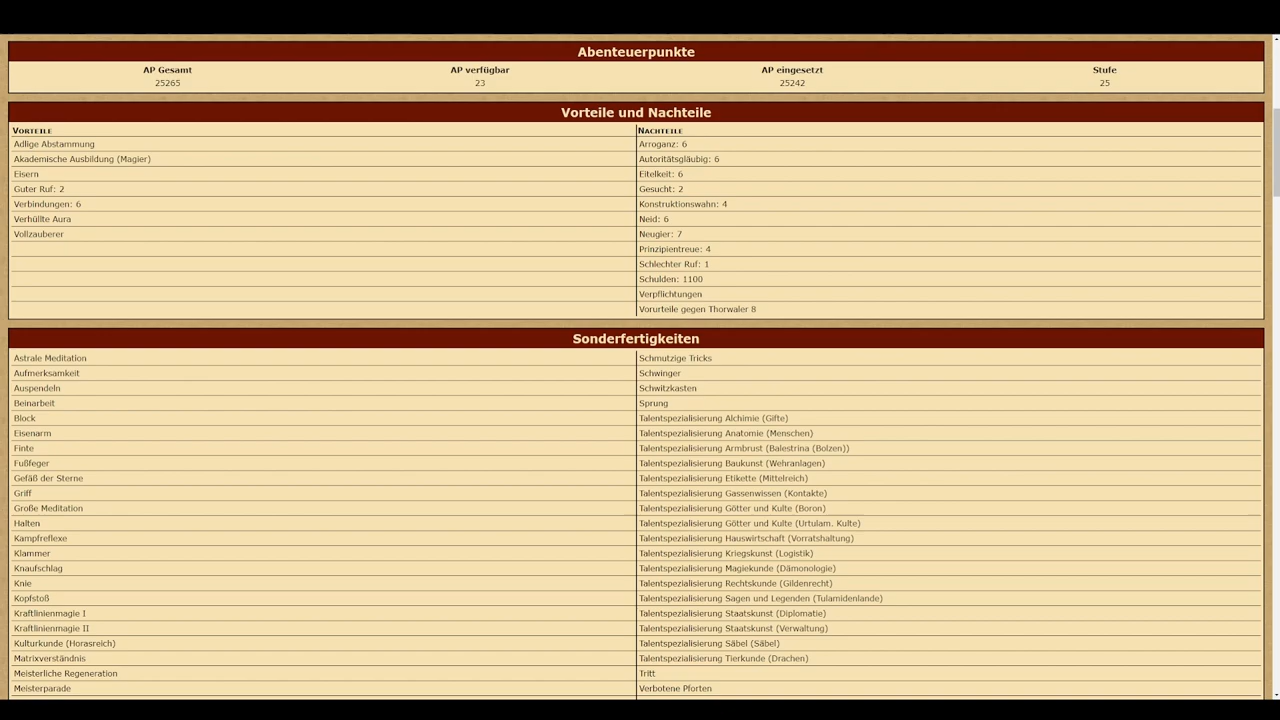 Abenteuerpunkte
AP Gesamt AP verfügbar AP eingesetzt Stufe
25265 23 25242 25
Vorteile und Nachteile
VORTEILE
Adlige Abstammung
Akademische Ausbildung (Magier)
Eisern
Guter Ruf: 2
Verbindungen: 6
Verhüllte Aura
Vollzauberer
NACHTEILE
Arroganz: 6
Autoritätsgläubig: 6
Eitelkeit: 6
Gesucht: 2
Konstruktionswahn: 4
Neid: 6
Neugier: 7
Prinzipientreue: 4
Schlechter Ruf: 1
Schulden: 1100
Verpflichtungen
Vorurteile gegen Thorwaler 8
Sonderfertigkeiten
Astrale Meditation
Aufmerksamkeit
Auspendeln
Beinarbeit
Block
Eisenarm
Finte
Fußfeger
Gefäß der Sterne
Griff
Große Meditation
Halten
Kampfreflexe
Klammer
Knaufschlag
Knie
Kopfstoß
Kraftlinienmagie I
Kraftlinienmagie II
Kulturkunde (Horasreich)
Matrixverständnis
Meisterliche Regeneration
Meisterparade
Schmutzige Tricks
Schwinger
Schwitzkasten
Sprung
Talentspezialisierung Alchimie (Gifte)
Talentspezialisierung Anatomie (Menschen)
Talentspezialisierung Armbrust (Balestrina (Bolzen))
Talentspezialisierung Baukunst (Wehranlagen)
Talentspezialisierung Etikette (Mittelreich)
Talentspezialisierung Gassenwissen (Kontakte)
Talentspezialisierung Götter und Kulte (Boron)
Talentspezialisierung Götter und Kulte (Urtulam. Kulte)
Talentspezialisierung Hauswirtschaft (Vorratshaltung)
Talentspezialisierung Kriegskunst (Logistik)
Talentspezialisierung Magiekunde (Dämonologie)
Talentspezialisierung Rechtskunde (Gildenrecht)
Talentspezialisierung Sagen und Legenden (Tulamidenlande)
Talentspezialisierung Staatskunst (Diplomatie)
Talentspezialisierung Staatskunst (Verwaltung)
Talentspezialisierung Säbel (Säbel)
Talentspezialisierung Tierkunde (Drachen)
Tritt
Verbotene Pforten